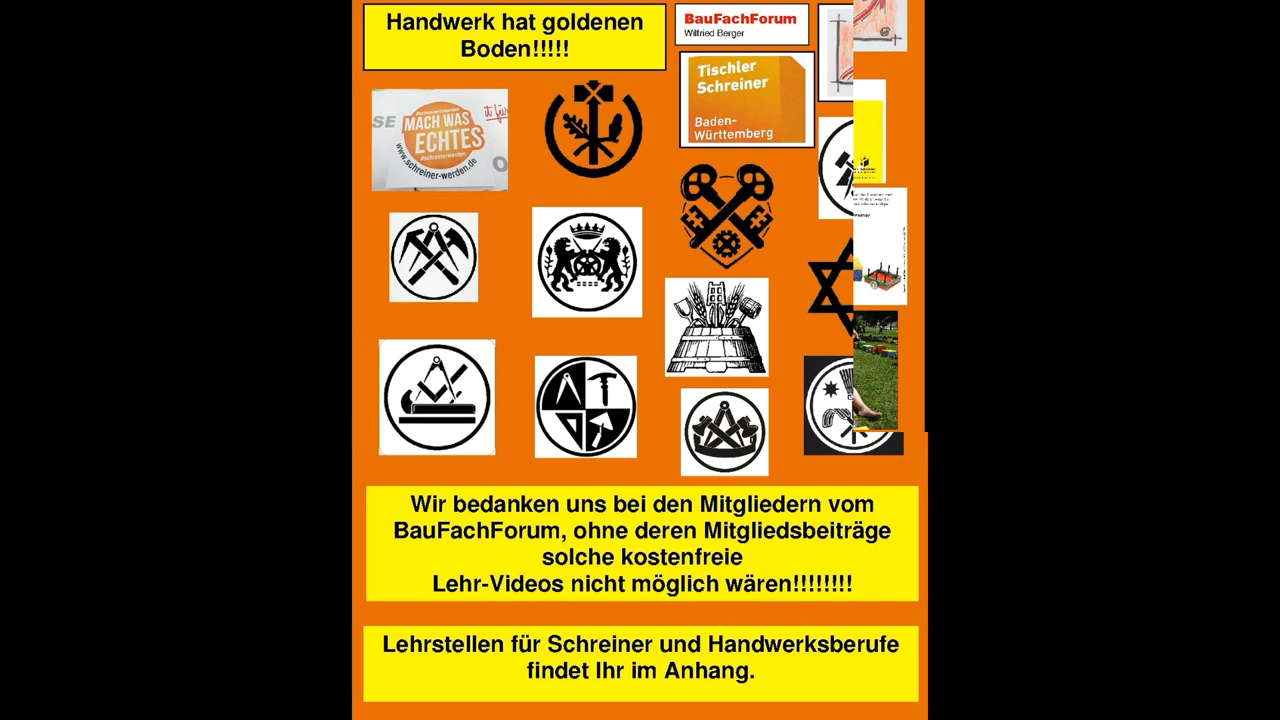 Handwerk hat goldenen
Boden!!!!!
BauFachForum
Wilfried Berger
Tischler
Schreiner
Baden-
Württemberg
SE
MACH WAS
ECHTES
#schreinerwerden
www.schreiner-werden.de
Wir bedanken uns bei den Mitgliedern vom
BauFachForum, ohne deren Mitgliedsbeiträge
solche kostenfreie
Lehr-Videos nicht möglich wären!!!!!!!!
Lehrstellen für Schreiner und Handwerksberufe
findet Ihr im Anhang.